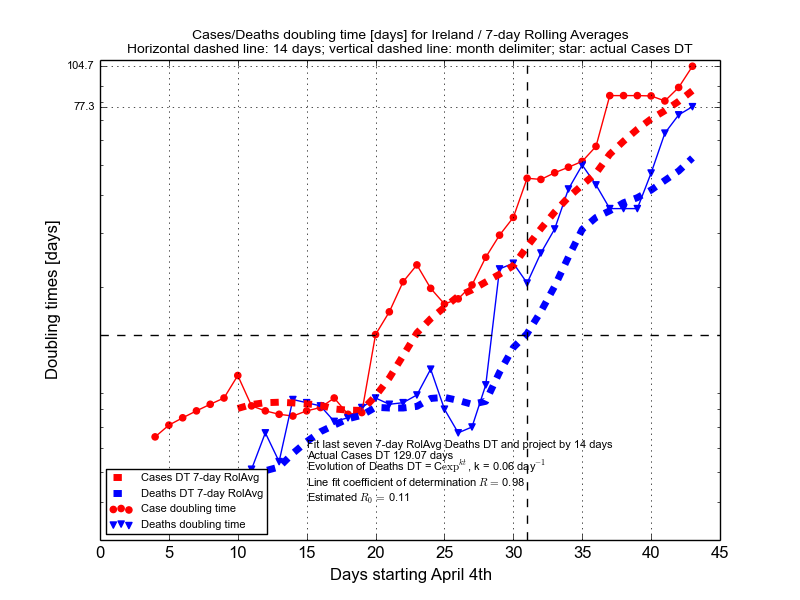 Cases/Deaths doubling time [days] for Ireland / 7-day Rolling Averages
Horizontal dashed line: 14 days; vertical dashed line: month delimiter; star: actual Cases DT
104.7
77.3
Doubling times [days]
Fit last seven 7-day RolAvg Deaths DT and project by 14 days
Actual Cases DT 129.07 days
Evolution of Deaths DT = Cexp^{kt}, k = 0.06 day^{-1}
Line fit coefficient of determination R = 0.98
Estimated R_0 = 0.11
Cases DT 7-day RolAvg
Deaths DT 7-day RolAvg
Case doubling time
Deaths doubling time
0 5 10 15 20 25 30 35 40 45
Days starting April 4th